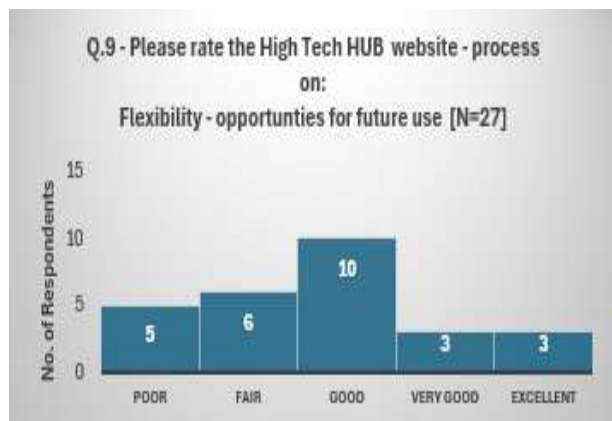 Q.9 - Please rate the High Tech HUB website - process
on:
Flexibility - opportunties for future use [N=27]
No. of Respondents
15
10
5
0
5
6
10
3
3
POOR
FAIR
GOOD
VERY GOOD
EXCELLENT